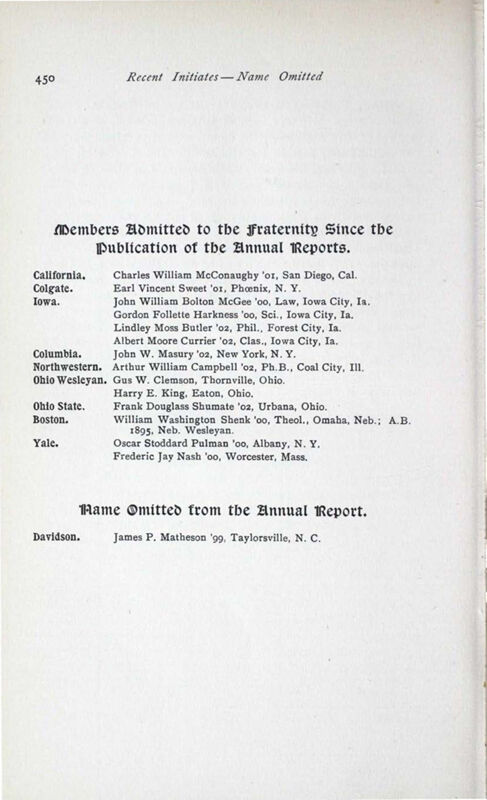 450 Recent Initiates—Name Omitted
Members Admitted to the Fraternity Since the
Publication of the Annual Reports.
California. Charles William McConaughy '01, San Diego, Cal.
Colgate. Earl Vincent Sweet '01, Phœnix, N. Y.
Iowa. John William Bolton McGee '00, Law, Iowa City, Ia.
Gordon Follette Harkness '00, Sci., Iowa City, Ia.
Lindley Moss Butler '02, Phil., Forest City, Ia.
Albert Moore Currier '02, Clas., Iowa City, Ia.
Columbia. John W. Masury '02, New York, N. Y.
Northwestern. Arthur William Campbell '02, Ph.B., Coal City, Ill.
Ohio Wesleyan. Gus W. Clemson, Thornville, Ohio.
Harry E. King, Eaton, Ohio.
Ohio State. Frank Douglass Shumate '02, Urbana, Ohio.
Boston. William Washington Shenk '00, Theol., Omaha, Neb.; A.B.
1895, Neb. Wesleyan.
Yale. Oscar Stoddard Pulman '00, Albany, N. Y.
Frederic Jay Nash '00, Worcester, Mass.
Name Omitted from the Annual Report.
Davidson. James P. Matheson '99, Taylorsville, N. C.